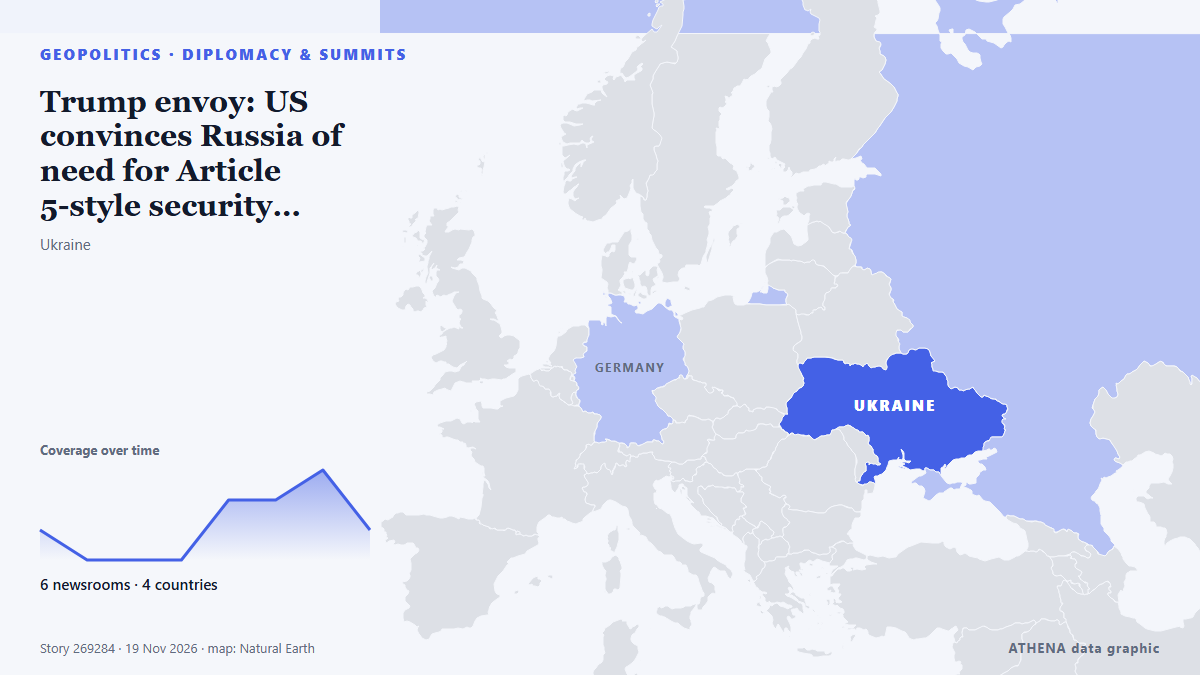 GEOPOLITICS · DIPLOMACY & SUMMITS
Trump envoy: US
convinces Russia of
need for Article
5-style security...
Ukraine
GERMANY
UKRAINE
Coverage over time
6 newsrooms · 4 countries
Story 269284 · 19 Nov 2026 · map: Natural Earth
ATHENA data graphic